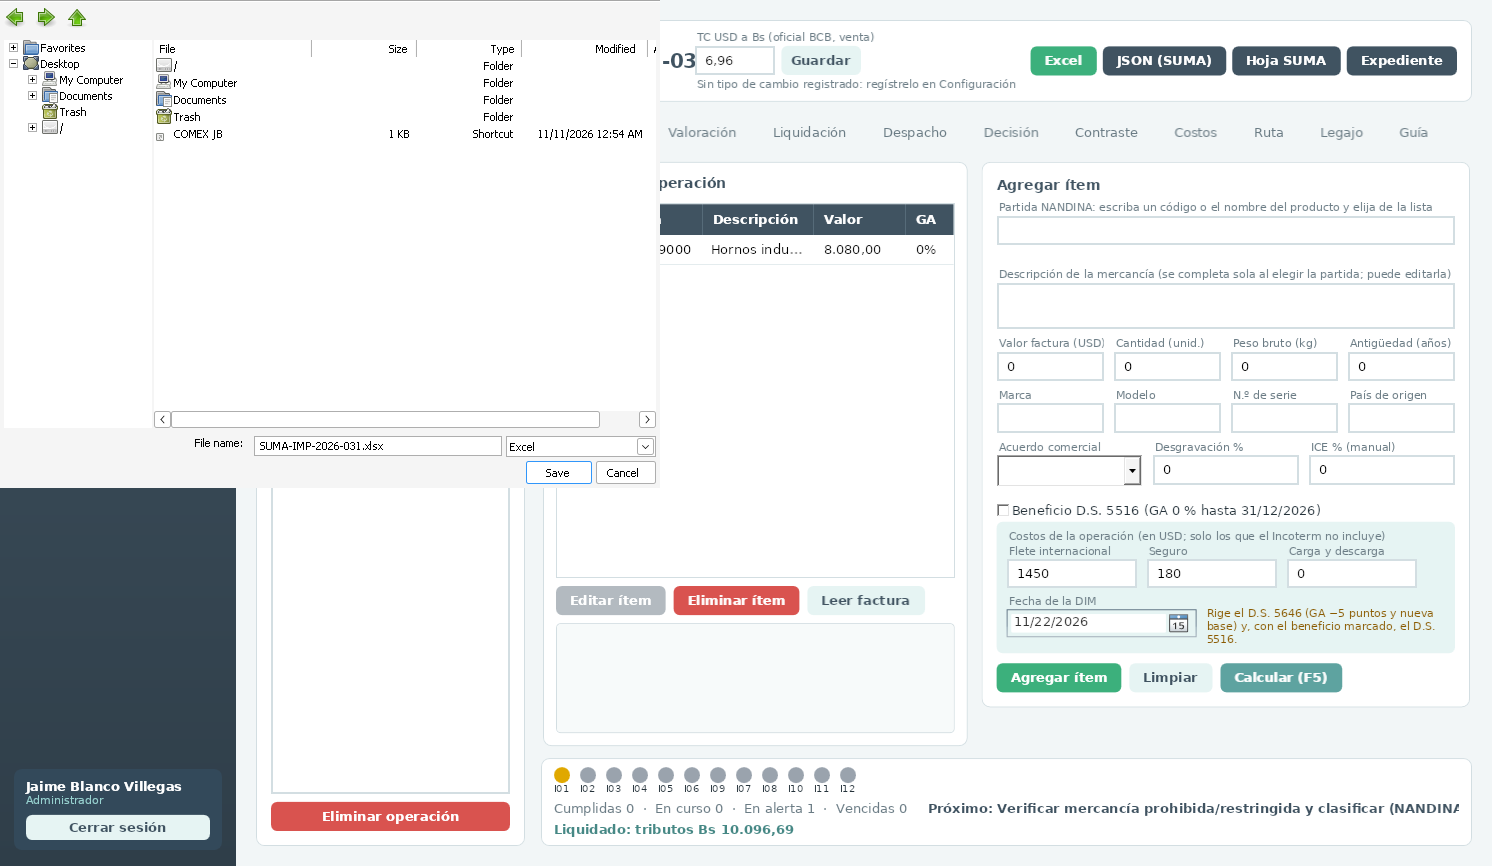 Favorites
Desktop
My Computer
Documents
Trash
/
File Size Type Modified
/ Folder
My Computer Folder
Documents Folder
Trash Folder
COMEX JB 1 KB Shortcut 11/11/2026 12:54 AM
File name: SUMA-IMP-2026-031.xlsx Excel
Save Cancel
-03
TC USD a Bs (oficial BCB, venta)
6,96 Guardar
Sin tipo de cambio registrado: regístrelo en Configuración
Excel JSON (SUMA) Hoja SUMA Expediente
Valoración Liquidación Despacho Decisión Contraste Costos Ruta Legajo Guía
peración
Descripción Valor GA
9000 Hornos indu... 8.080,00 0%
Editar ítem Eliminar ítem Leer factura
Agregar ítem
Partida NANDINA: escriba un código o el nombre del producto y elija de la lista
Descripción de la mercancía (se completa sola al elegir la partida; puede editarla)
Valor factura (USD) Cantidad (unid.) Peso bruto (kg) Antigüedad (años)
0 0 0 0
Marca Modelo N.º de serie País de origen
Acuerdo comercial Desgravación % ICE % (manual)
0 0
Beneficio D.S. 5516 (GA 0 % hasta 31/12/2026)
Costos de la operación (en USD; solo los que el Incoterm no incluye)
Flete internacional Seguro Carga y descarga
1450 180 0
Fecha de la DIM
11/22/2026 15
Rige el D.S. 5646 (GA −5 puntos y nueva
base) y, con el beneficio marcado, el D.S.
5516.
Agregar ítem Limpiar Calcular (F5)
Jaime Blanco Villegas
Administrador
Cerrar sesión
Eliminar operación
I01 I02 I03 I04 I05 I06 I09 I07 I08 I10 I11 I12
Cumplidas 0 · En curso 0 · En alerta 1 · Vencidas 0 Próximo: Verificar mercancía prohibida/restringida y clasificar (NANDINA
Liquidado: tributos Bs 10.096,69